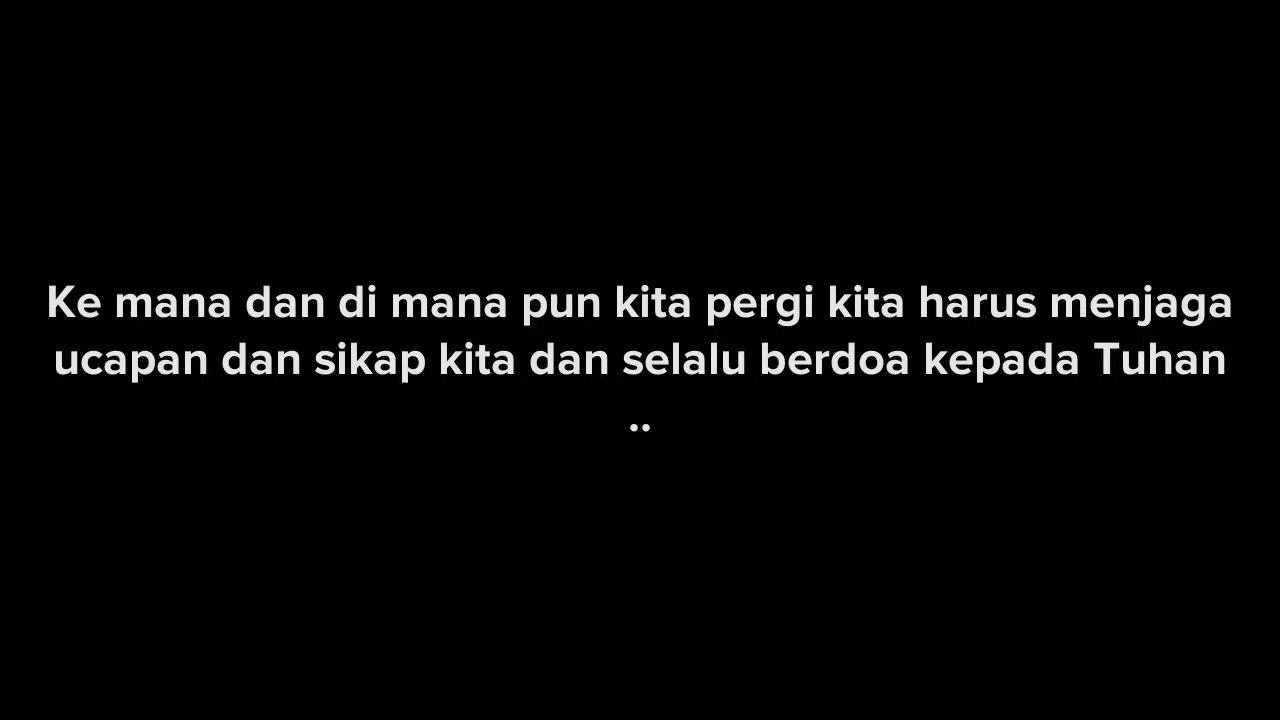 Ke mana dan di mana pun kita pergi kita harus menjaga
ucapan dan sikap kita dan selalu berdoa kepada Tuhan
..